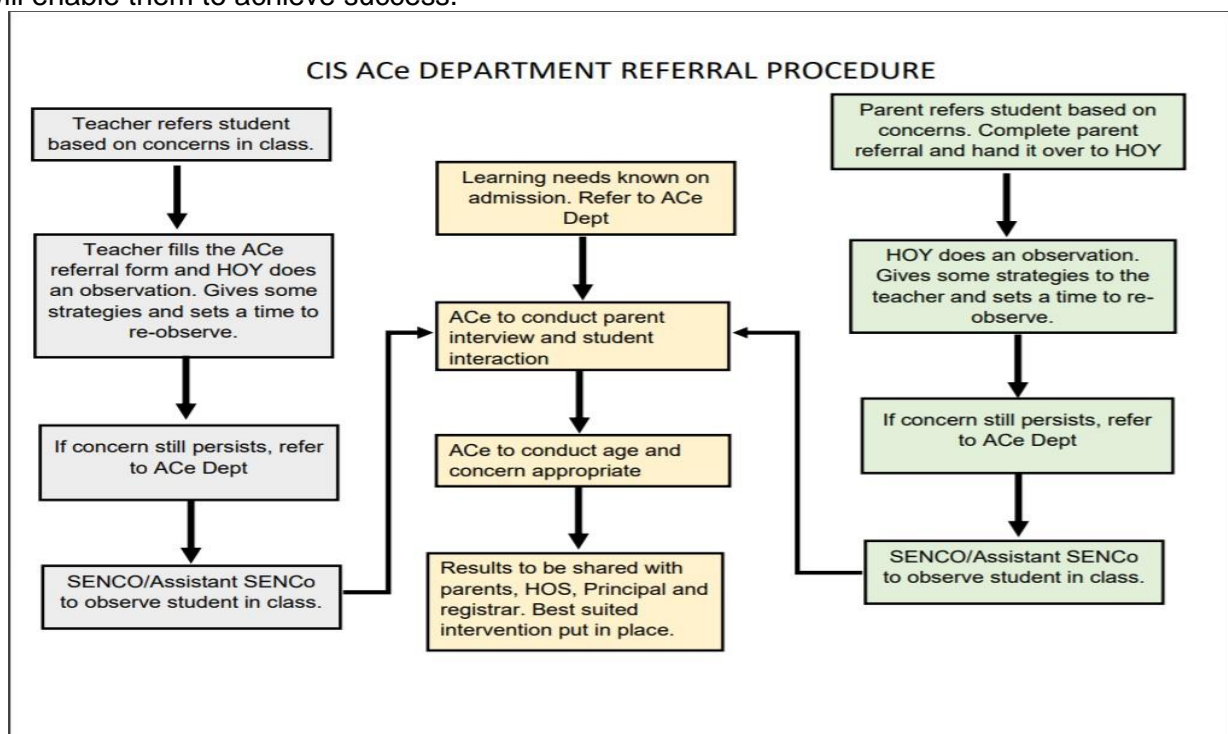 will enable them to achieve success.
CIS ACe DEPARTMENT REFERRAL PROCEDURE
Teacher refers student
based on concerns in class.
Teacher fills the ACe
referral form and HOY does
an observation. Gives some
strategies and sets a time to
re-observe.
If concern still persists, refer
to ACe Dept
SENCO/Assistant SENCo
to observe student in class.
Learning needs known on
admission. Refer to ACe
Dept
ACe to conduct parent
interview and student
interaction
ACe to conduct age and
concern appropriate
Results to be shared with
parents, HOS, Principal and
registrar. Best suited
intervention put in place.
Parent refers student based on
concerns. Complete parent
referral and hand it over to HOY
HOY does an observation.
Gives some strategies to the
teacher and sets a time to re-
observe.
If concern still persists, refer
to ACe Dept
SENCO/Assistant SENCo
to observe student in class.